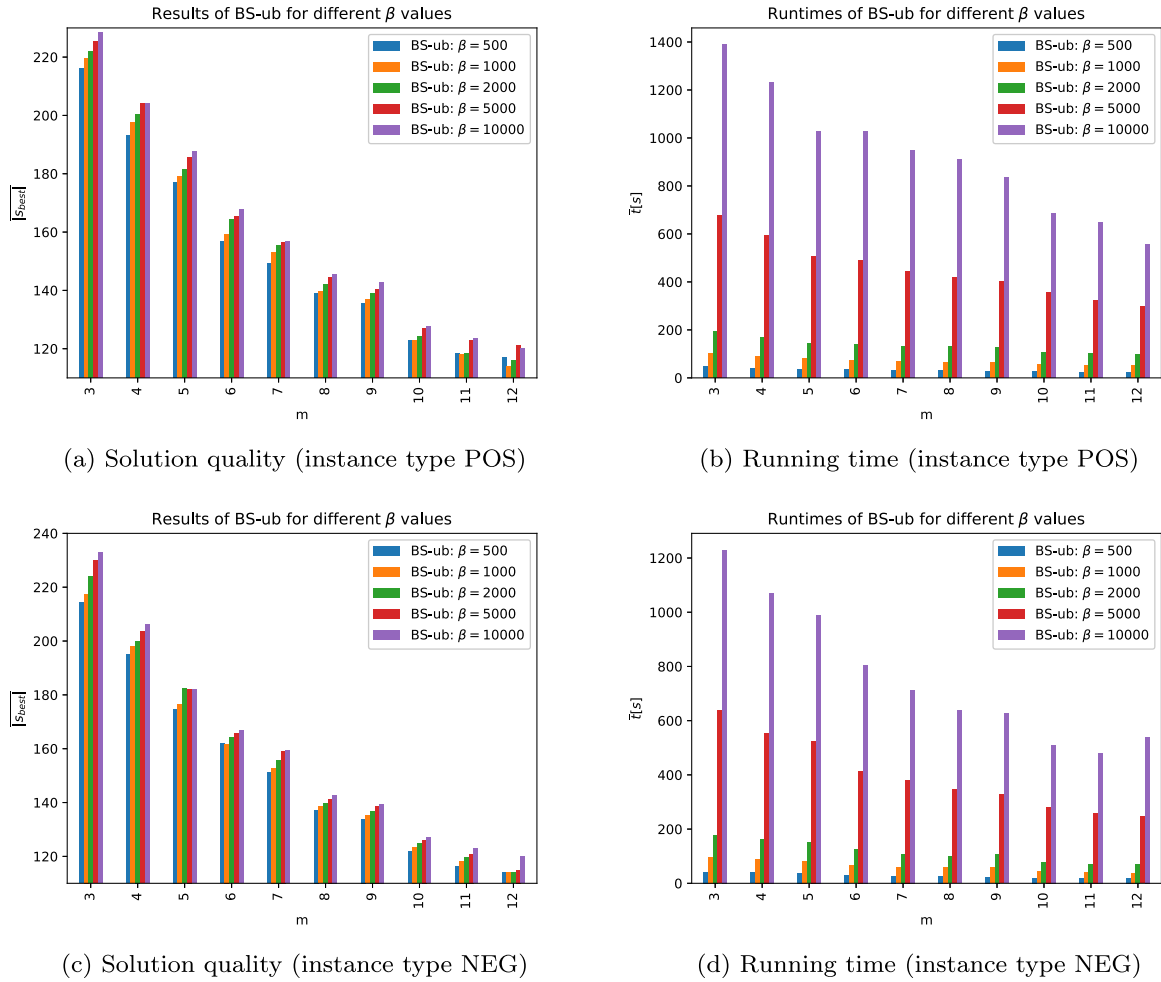 Results of BS-ub for different β values
|s_best|
220
200
180
160
140
120
BS-ub: β = 500
BS-ub: β = 1000
BS-ub: β = 2000
BS-ub: β = 5000
BS-ub: β = 10000
3 4 5 6 7 8 9 10 11 12
m
(a) Solution quality (instance type POS)
Runtimes of BS-ub for different β values
t̅[s]
1400
1200
1000
800
600
400
200
0
BS-ub: β = 500
BS-ub: β = 1000
BS-ub: β = 2000
BS-ub: β = 5000
BS-ub: β = 10000
3 4 5 6 7 8 9 10 11 12
m
(b) Running time (instance type POS)
Results of BS-ub for different β values
|s_best|
240
220
200
180
160
140
120
BS-ub: β = 500
BS-ub: β = 1000
BS-ub: β = 2000
BS-ub: β = 5000
BS-ub: β = 10000
3 4 5 6 7 8 9 10 11 12
m
(c) Solution quality (instance type NEG)
Runtimes of BS-ub for different β values
t̅[s]
1200
1000
800
600
400
200
0
BS-ub: β = 500
BS-ub: β = 1000
BS-ub: β = 2000
BS-ub: β = 5000
BS-ub: β = 10000
3 4 5 6 7 8 9 10 11 12
m
(d) Running time (instance type NEG)